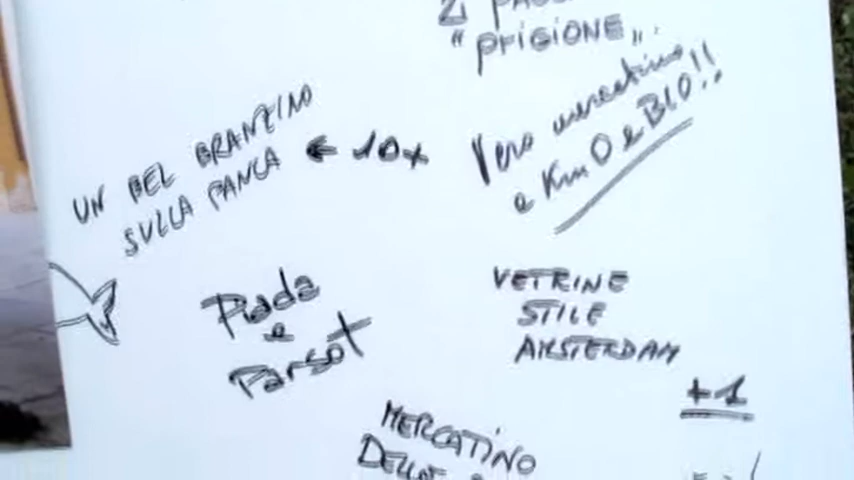 "PRIGIONE".
Vero mercatino
a Km 0 e BIO!!
UN BEL BRANZINO
SULLA PANCA
← 10+
Piada
e
Parsot
VETRINE
STILE
AMSTERDAM
+1
MERCATINO
DELLE